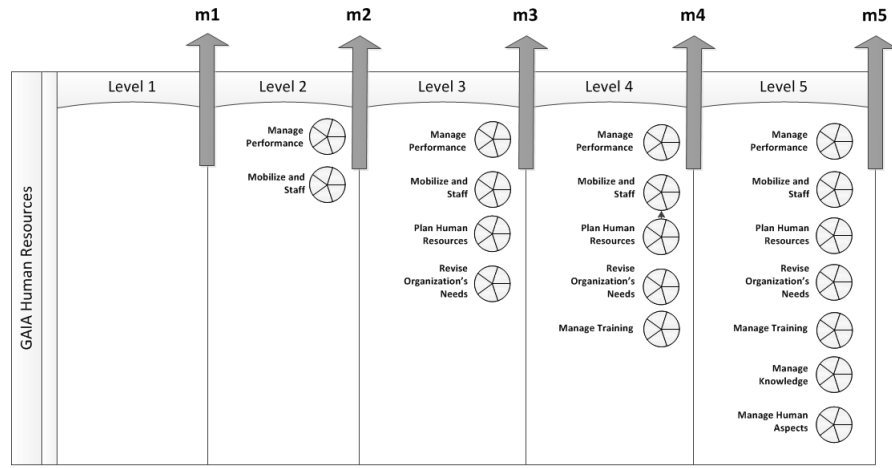 m1
m2
m3
m4
m5
Level 1
Level 2
Level 3
Level 4
Level 5
GAIA Human Resources
Manage
Performance
Mobilize and
Staff
Manage
Performance
Mobilize and
Staff
Plan Human
Resources
Revise
Organization's
Needs
Manage
Performance
Mobilize and
Staff
Plan Human
Resources
Revise
Organization's
Needs
Manage Training
Manage
Performance
Mobilize and
Staff
Plan Human
Resources
Revise
Organization's
Needs
Manage Training
Manage
Knowledge
Manage Human
Aspects